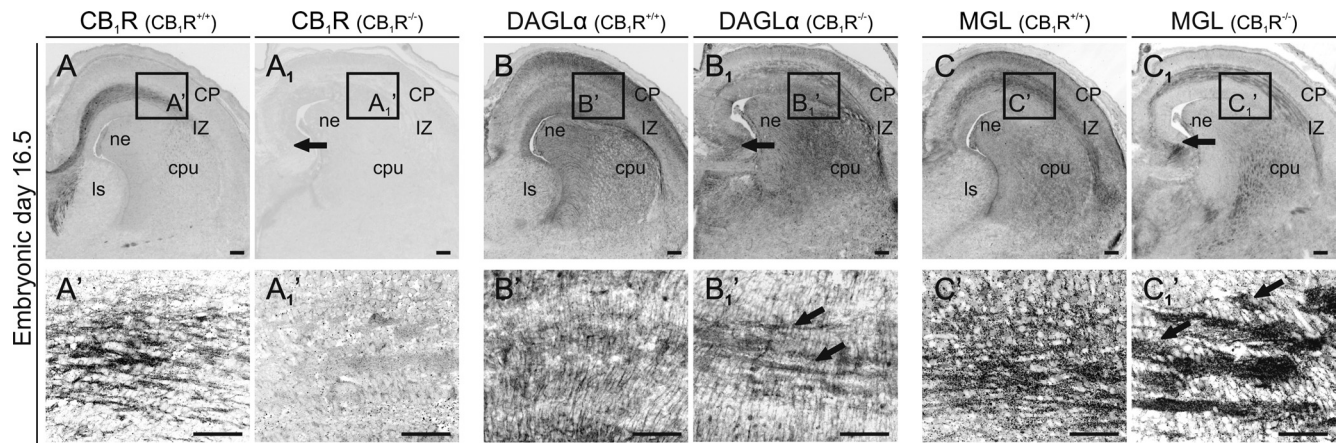 CB₁R (CB₁R⁺/⁺) CB₁R (CB₁R⁻/⁻) DAGLα (CB₁R⁺/⁺) DAGLα (CB₁R⁻/⁻) MGL (CB₁R⁺/⁺) MGL (CB₁R⁻/⁻)
Embryonic day 16.5
A A' CP IZ ne cpu ls
A₁ A₁' CP IZ ne cpu
B B' CP IZ ne cpu ls
B₁ B₁' CP IZ ne cpu
C C' CP IZ ne cpu ls
C₁ C₁' CP IZ ne cpu
A' A₁' B' B₁' C' C₁'